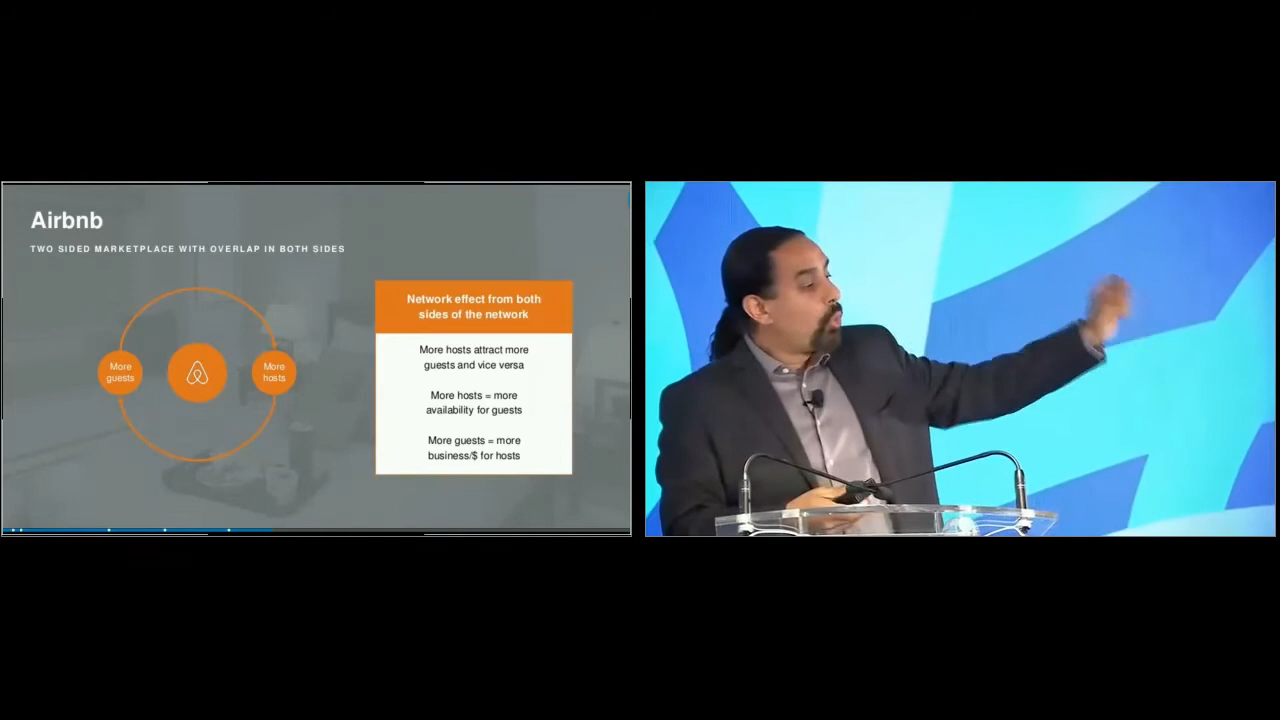 Airbnb
TWO SIDED MARKETPLACE WITH OVERLAP IN BOTH SIDES
More
guests
More
hosts
Network effect from both
sides of the network
More hosts attract more
guests and vice versa
More hosts = more
availability for guests
More guests = more
business/$ for hosts